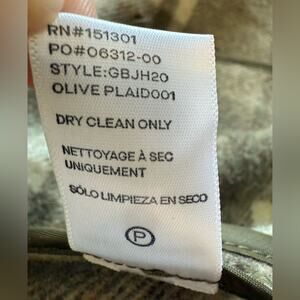 RN#151301
PO#06312-00
STYLE:GBJH20
OLIVE PLAID001
DRY CLEAN ONLY
NETTOYAGE À SEC
UNIQUEMENT
SÓLO LIMPIEZA EN SECO
P